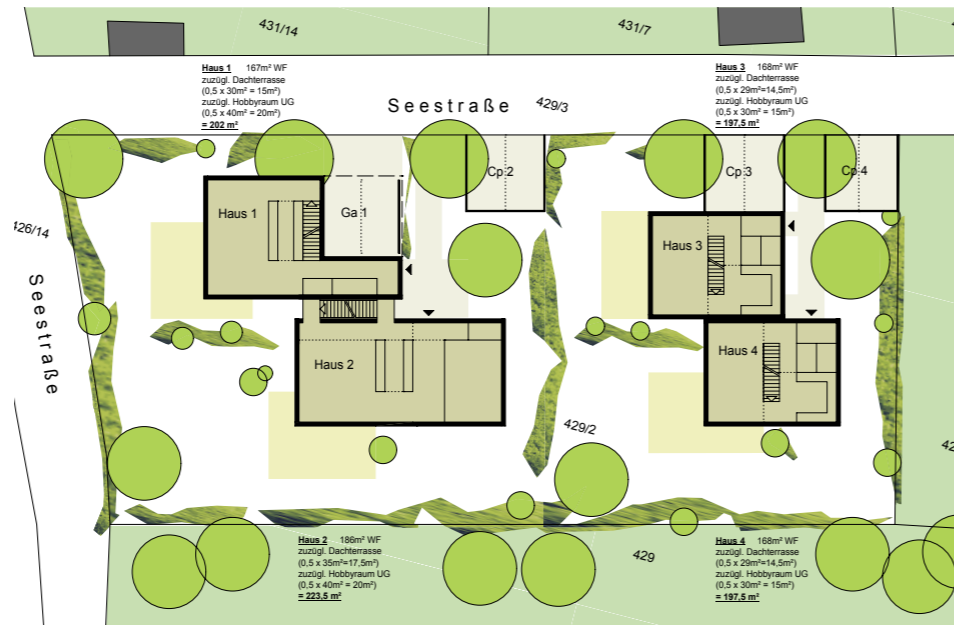 431/14
431/7
Haus 1 167m² WF
zuzügl. Dachterrasse
(0,5 x 30m² = 15m²)
zuzügl. Hobbyraum UG
(0,5 x 40m² = 20m²)
= 202 m²
Haus 3 168m² WF
zuzügl. Dachterrasse
(0,5 x 29m²=14,5m²)
zuzügl. Hobbyraum UG
(0,5 x 30m² = 15m²)
= 197,5 m²
Seestraße 429/3
Cp 2
Cp 3
Cp 4
Haus 1
Ga 1
426/14
Haus 3
Seestraße
Haus 2
Haus 4
429/2
429
Haus 2 186m² WF
zuzügl. Dachterrasse
(0,5 x 35m²=17,5m²)
zuzügl. Hobbyraum UG
(0,5 x 40m² = 20m²)
= 223,5 m²
Haus 4 168m² WF
zuzügl. Dachterrasse
(0,5 x 29m²=14,5m²)
zuzügl. Hobbyraum UG
(0,5 x 30m² = 15m²)
= 197,5 m²